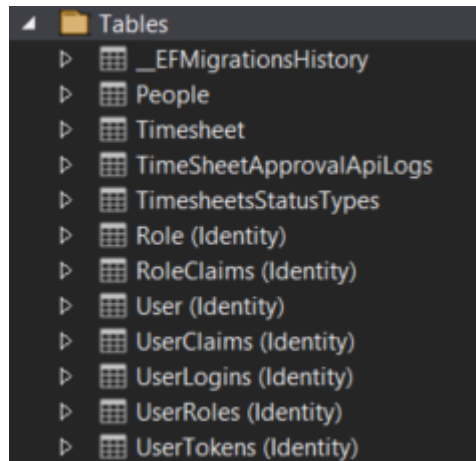 Tables
__EFMigrationsHistory
People
Timesheet
TimeSheetApprovalApiLogs
TimesheetsStatusTypes
Role (Identity)
RoleClaims (Identity)
User (Identity)
UserClaims (Identity)
UserLogins (Identity)
UserRoles (Identity)
UserTokens (Identity)